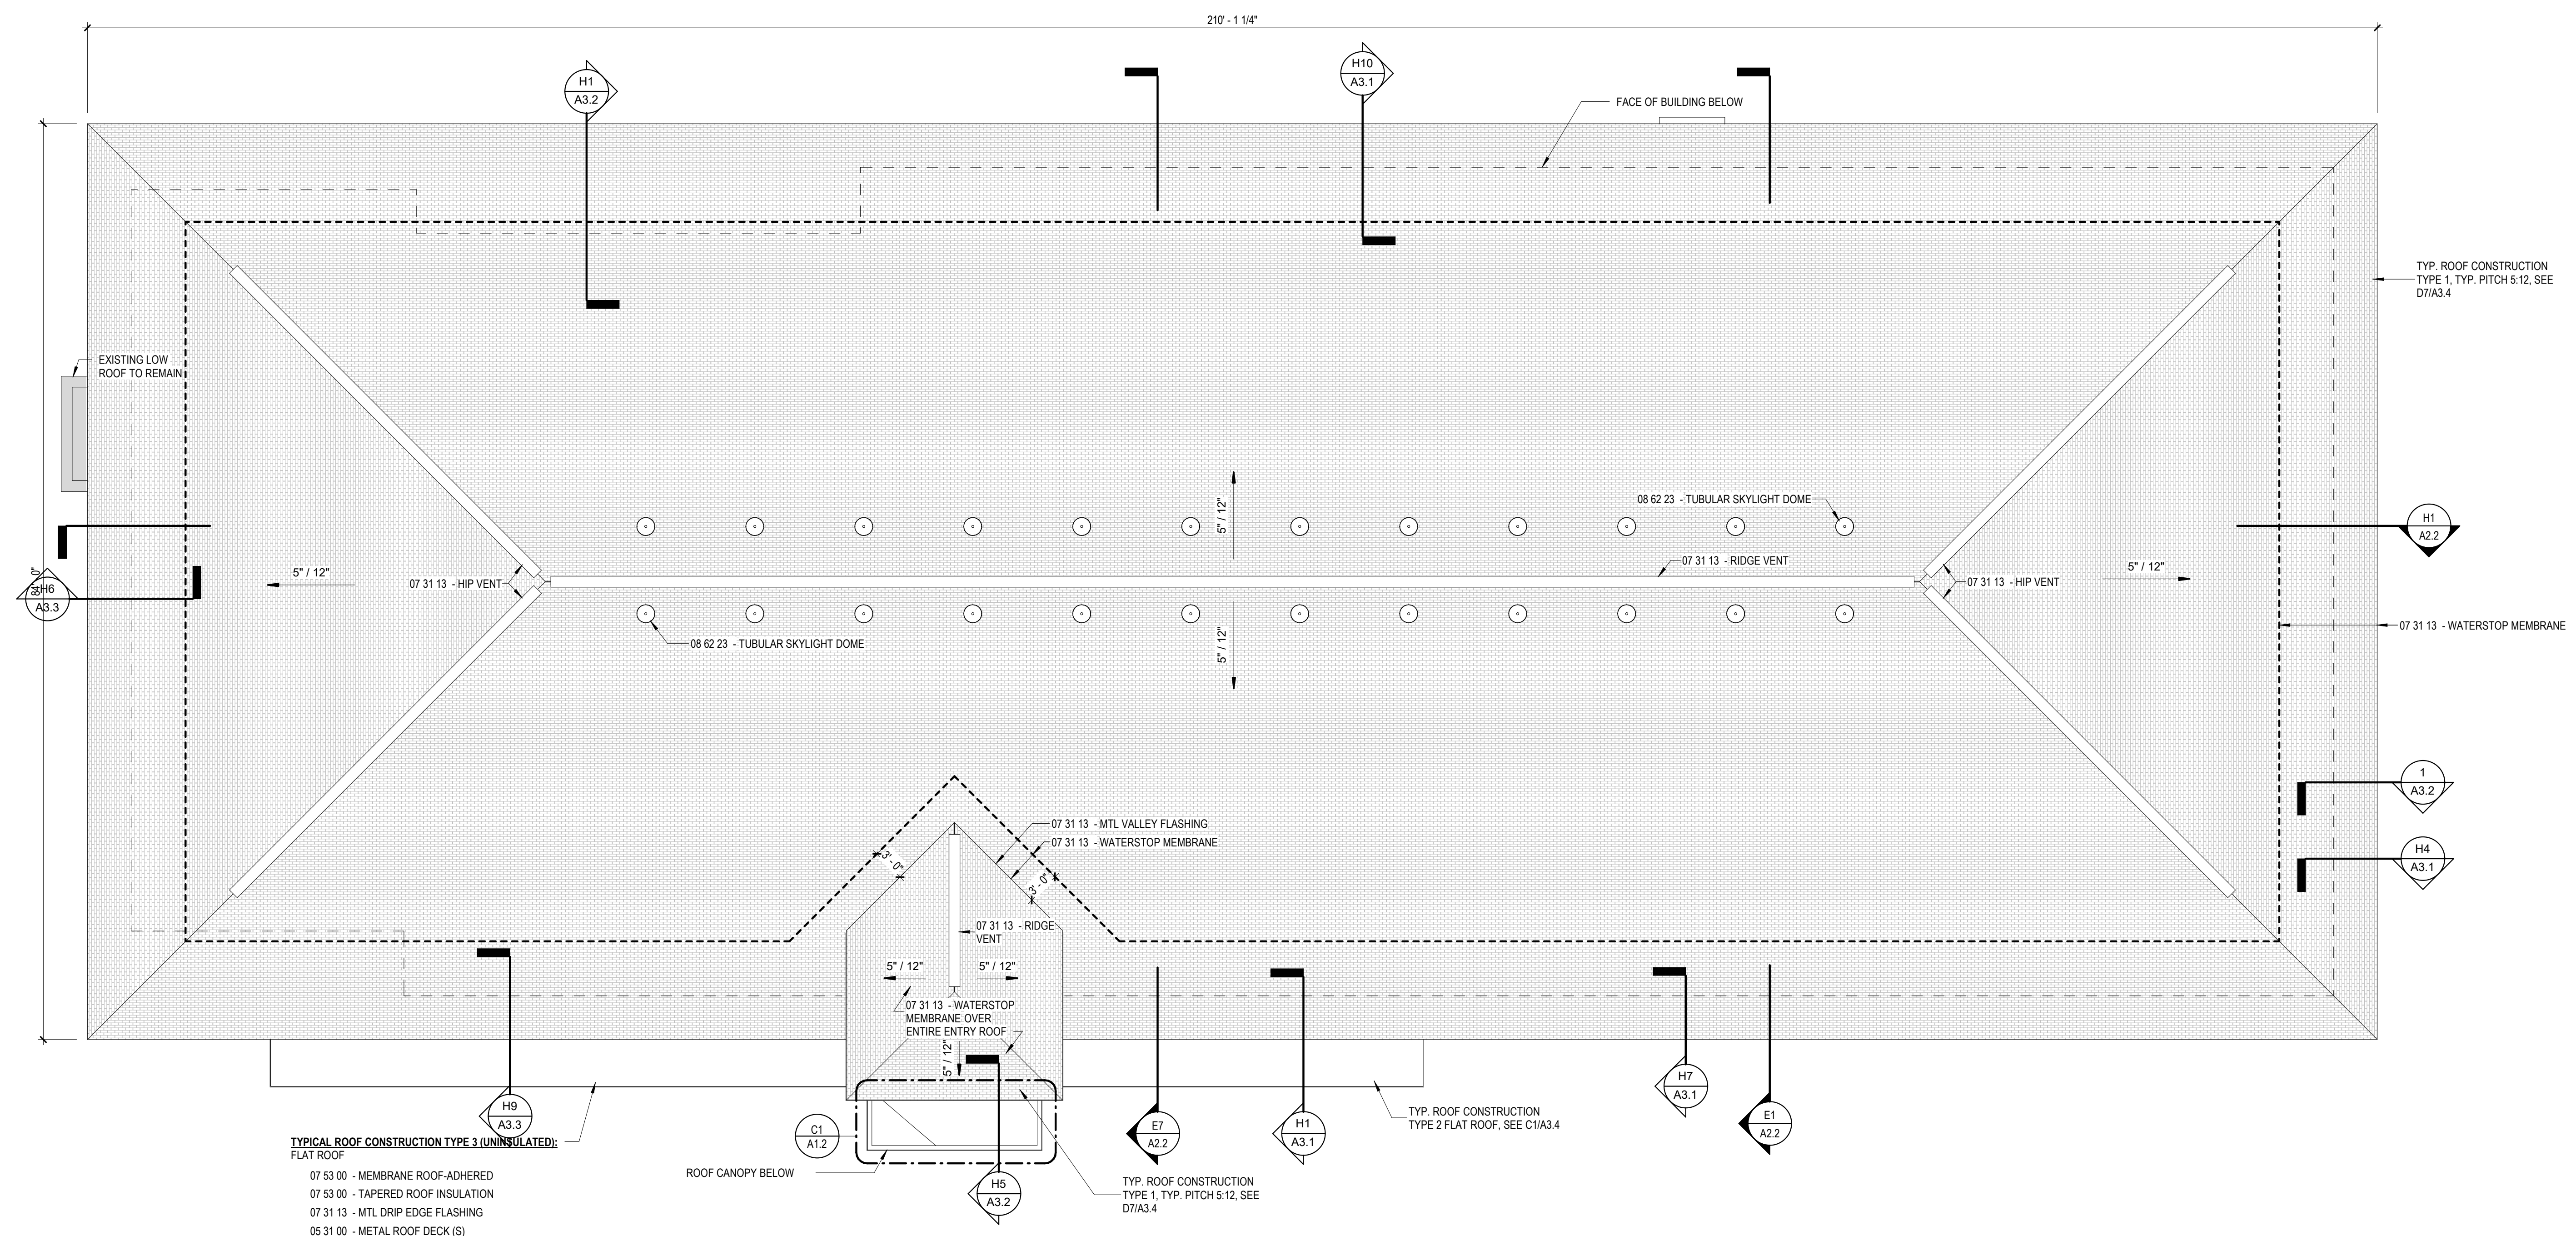 210' - 1 1/4"
H1
A3.2
H10
A3.1
FACE OF BUILDING BELOW
TYP. ROOF CONSTRUCTION
TYPE 1, TYP. PITCH 5:12, SEE
D7/A3.4
EXISTING LOW
ROOF TO REMAIN
08 62 23 - TUBULAR SKYLIGHT DOME
5" / 12"
H1
A2.2
07 31 13 - RIDGE VENT
5" / 12"
07 31 13 - HIP VENT
07 31 13 - HIP VENT
5" / 12"
H6
A3.3
5" / 12"
08 62 23 - TUBULAR SKYLIGHT DOME
07 31 13 - WATERSTOP MEMBRANE
1
A3.2
07 31 13 - MTL VALLEY FLASHING
07 31 13 - WATERSTOP MEMBRANE
3' - 0"
3' - 0"
H4
A3.1
07 31 13 - RIDGE
VENT
5" / 12"
5" / 12"
07 31 13 - WATERSTOP
MEMBRANE OVER
ENTIRE ENTRY ROOF
5" / 12"
H9
A3.3
C1
A1.2
E7
A2.2
H1
A3.1
H7
A3.1
E1
A2.2
TYP. ROOF CONSTRUCTION
TYPE 2 FLAT ROOF, SEE C1/A3.4
TYPICAL ROOF CONSTRUCTION TYPE 3 (UNINSULATED):
FLAT ROOF
07 53 00 - MEMBRANE ROOF-ADHERED
07 53 00 - TAPERED ROOF INSULATION
07 31 13 - MTL DRIP EDGE FLASHING
05 31 00 - METAL ROOF DECK (S)
ROOF CANOPY BELOW
H5
A3.2
TYP. ROOF CONSTRUCTION
TYPE 1, TYP. PITCH 5:12, SEE
D7/A3.4